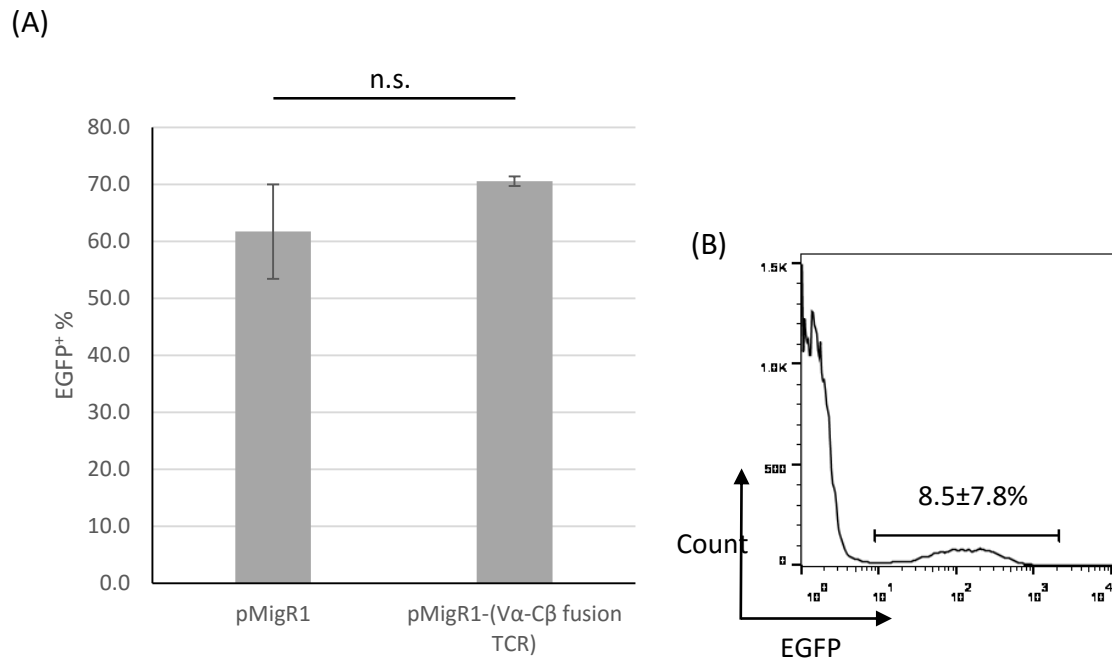 (A)
n.s.
80.0
70.0
60.0
50.0
40.0
30.0
20.0
10.0
0.0
EGFP⁺ %
pMigR1
pMigR1-(Vα-Cβ fusion
TCR)
(B)
1.5K
1.0K
500
0
8.5±7.8%
Count
10⁰
10¹
10²
10³
10⁴
EGFP